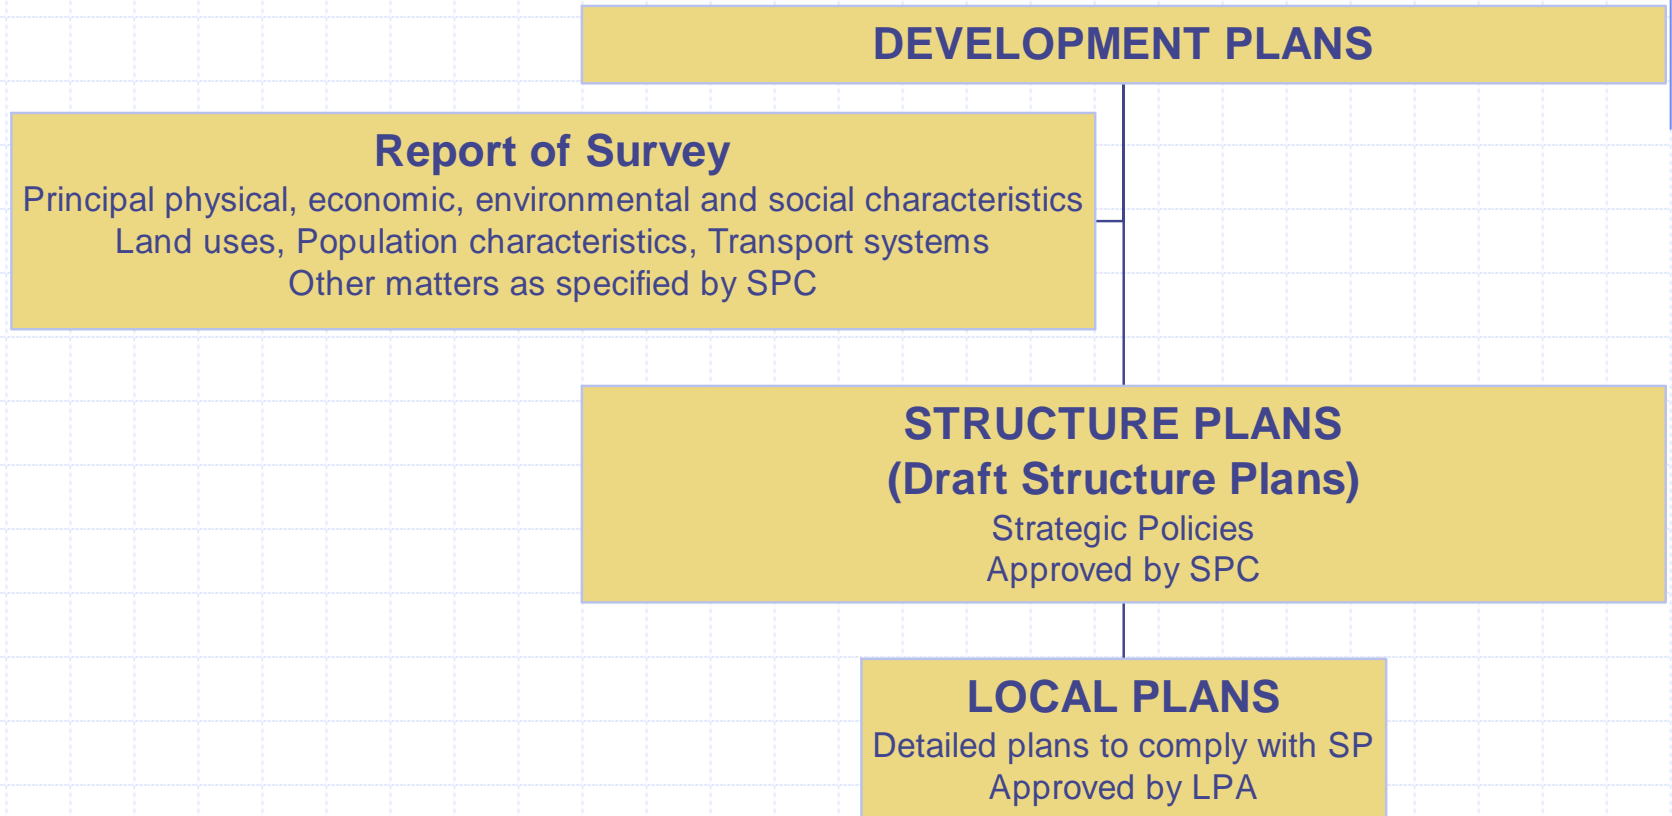 DEVELOPMENT PLANS
Report of Survey
Principal physical, economic, environmental and social characteristics
Land uses, Population characteristics, Transport systems
Other matters as specified by SPC
STRUCTURE PLANS
(Draft Structure Plans)
Strategic Policies
Approved by SPC
LOCAL PLANS
Detailed plans to comply with SP
Approved by LPA